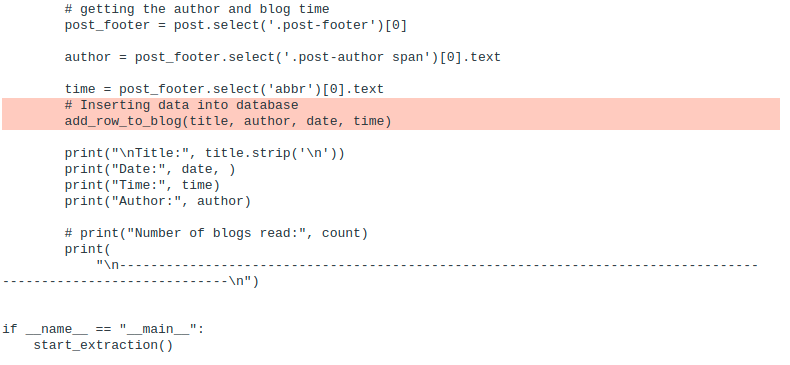 # getting the author and blog time
        post_footer = post.select('.post-footer')[0]

        author = post_footer.select('.post-author span')[0].text

        time = post_footer.select('abbr')[0].text
        # Inserting data into database
        add_row_to_blog(title, author, date, time)

        print("\nTitle:", title.strip('\n'))
        print("Date:", date, )
        print("Time:", time)
        print("Author:", author)

        # print("Number of blogs read:", count)
        print(
            "\n----------------------------------------------------------------------------------
-----------------------------\n")


if __name__ == "__main__":
    start_extraction()